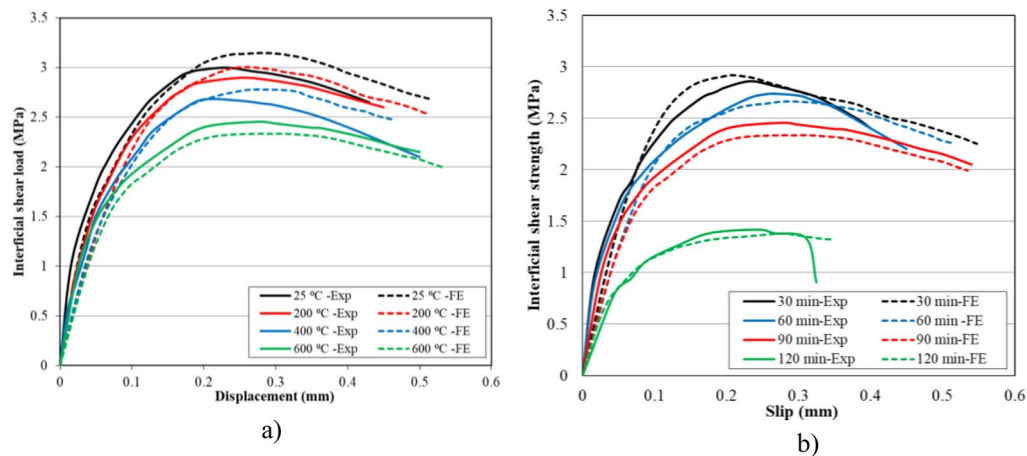 3.5
3
2.5
2
1.5
1
0.5
0
Interficial shear load (MPa)
25 ºC -Exp
25 ºC -FE
200 ºC -Exp
200 ºC -FE
400 ºC -Exp
400 ºC -FE
600 ºC -Exp
600 ºC -FE
0 0.1 0.2 0.3 0.4 0.5 0.6
Displacement (mm)
a)
3.5
3
2.5
2
1.5
1
0.5
0
Interficial shear strength (MPa)
30 min-Exp
30 min-FE
60 min-Exp
60 min -FE
90 min-Exp
90 min-FE
120 min-Exp
120 min-FE
0 0.1 0.2 0.3 0.4 0.5 0.6
Slip (mm)
b)